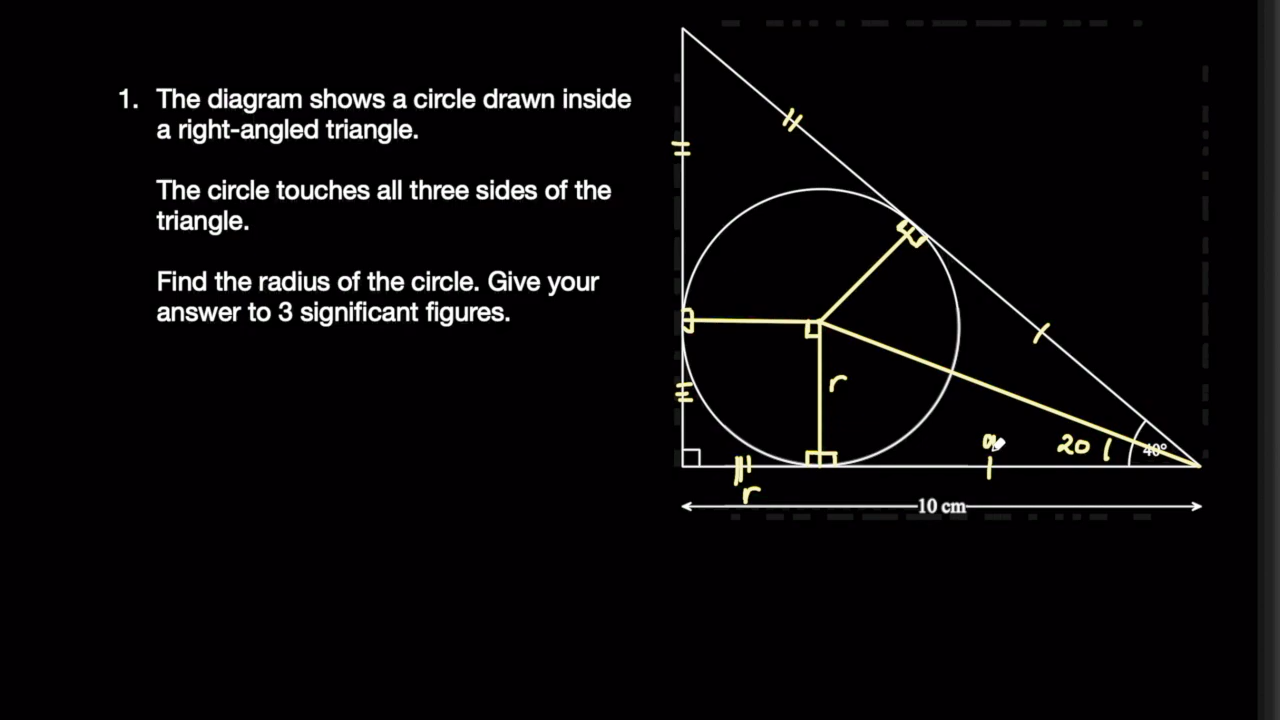 1. The diagram shows a circle drawn inside
a right-angled triangle.
The circle touches all three sides of the
triangle.
Find the radius of the circle. Give your
answer to 3 significant figures.
r
20
40°
r
10 cm